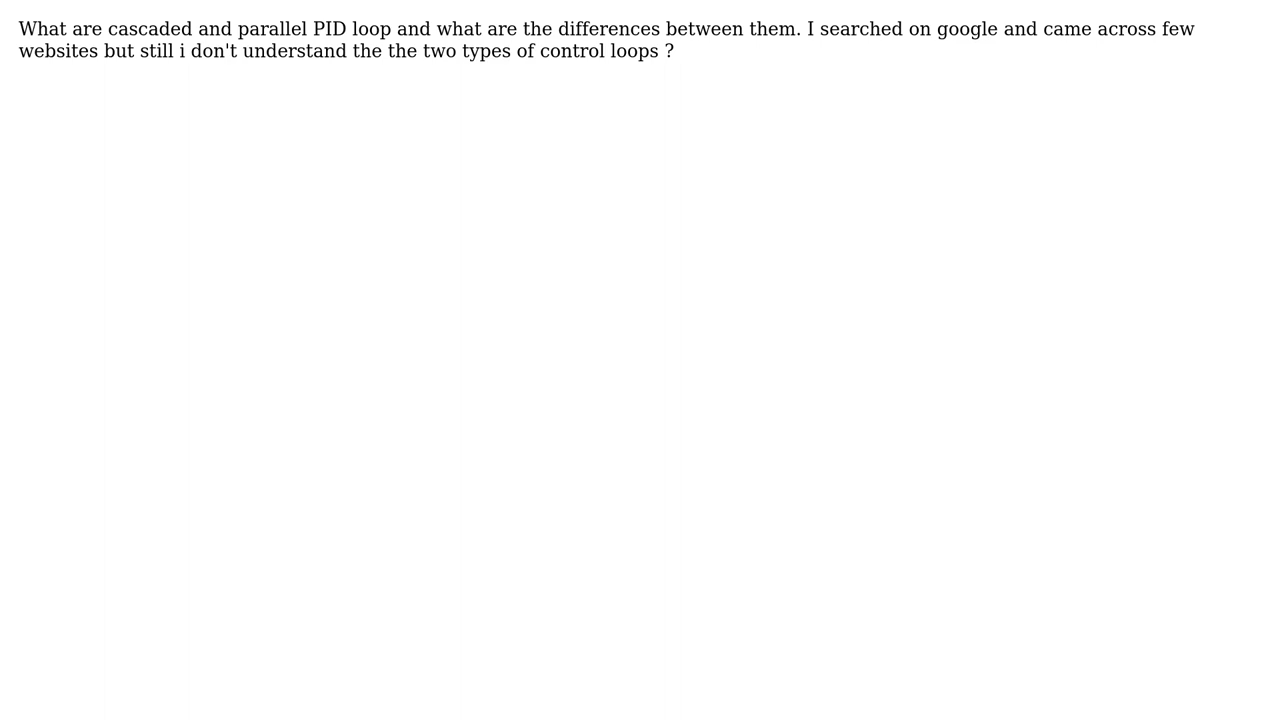 What are cascaded and parallel PID loop and what are the differences between them. I searched on google and came across few
websites but still i don't understand the the two types of control loops ?